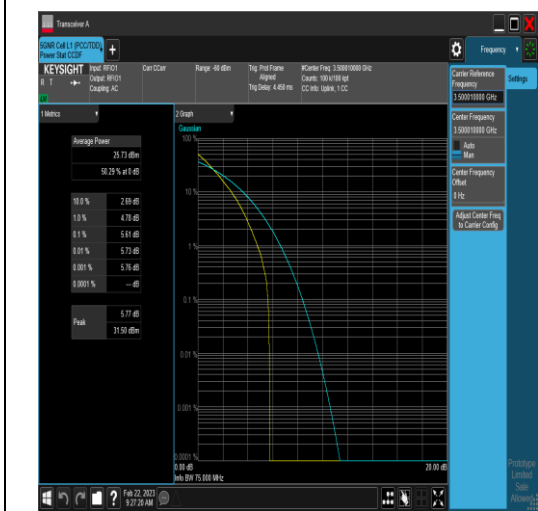 Transceiver A
5GNR Cell L1 (PCC/TDD)
Power Stat CCDF
Frequency
KEYSIGHT
R T
Input: RFIO1
Output: RFIO1
Coupling: AC
Corr CCorr
Range: -60 dBm
Trig: Prot Frame
Aligned
Trig Delay: 4.450 ms
#Center Freq: 3.500010000 GHz
Counts: 100 k/100 kpt
CC Info: Uplink, 1 CC
1 Metrics
2 Graph
Average Power
25.73 dBm
50.29 % at 0 dB
10.0 % 2.69 dB
1.0 % 4.78 dB
0.1 % 5.61 dB
0.01 % 5.73 dB
0.001 % 5.76 dB
0.0001 % --- dB
Peak
5.77 dB
31.50 dBm
Gaussian
100 %
10 %
1 %
0.1 %
0.01 %
0.001 %
0.0001 %
0.00 dB
20.00 dB
Info BW 75.000 MHz
Carrier Reference
Frequency
3.500010000 GHz
Center Frequency
3.500010000 GHz
Auto
Man
Center Frequency
Offset
0 Hz
Adjust Center Freq
to Carrier Config
Settings
Prototype
Limited
Sale
Allowed
Feb 22, 2023
9:27:20 AM